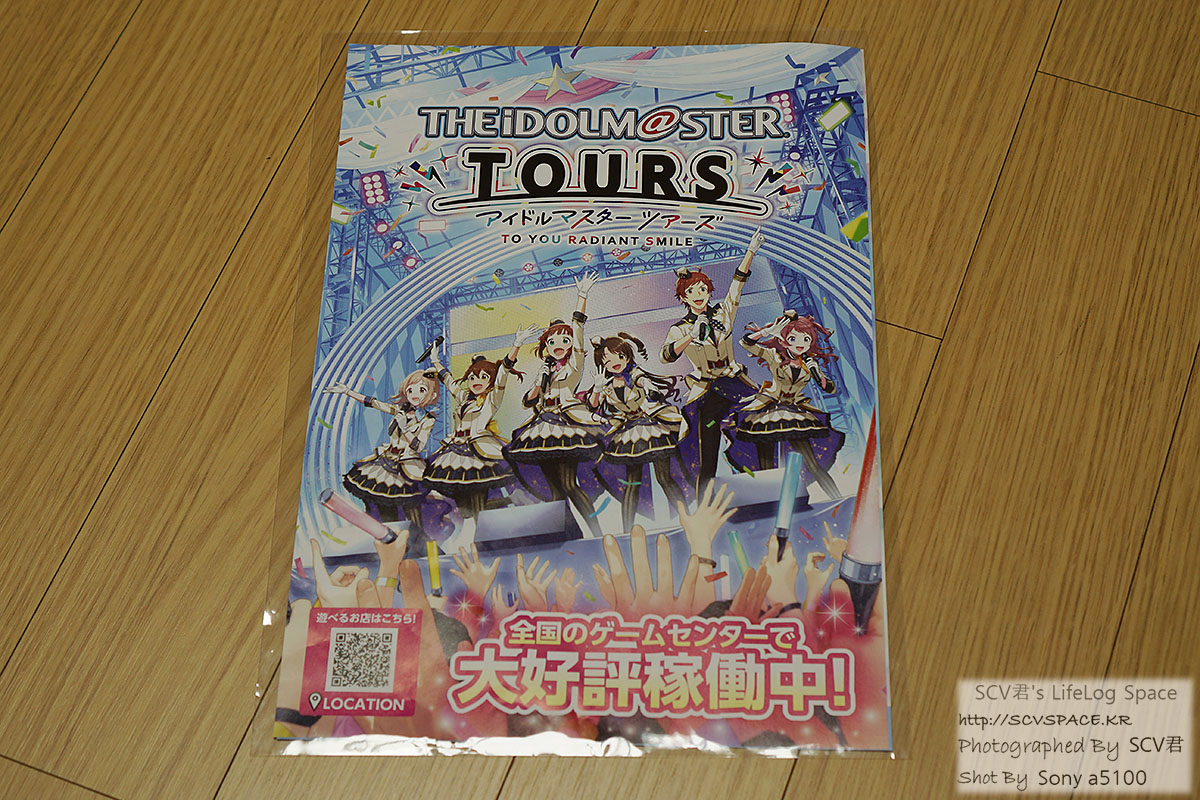 THE iDOLM@STER
TOURS
アイドルマスター ツアーズ
TO YOU RADIANT SMILE
遊べるお店はこちら!
LOCATION
全国のゲームセンターで
大好評稼働中!
SCV君's LifeLog Space
http://SCVSPACE.KR
Photographed By SCV君
Shot By Sony a5100